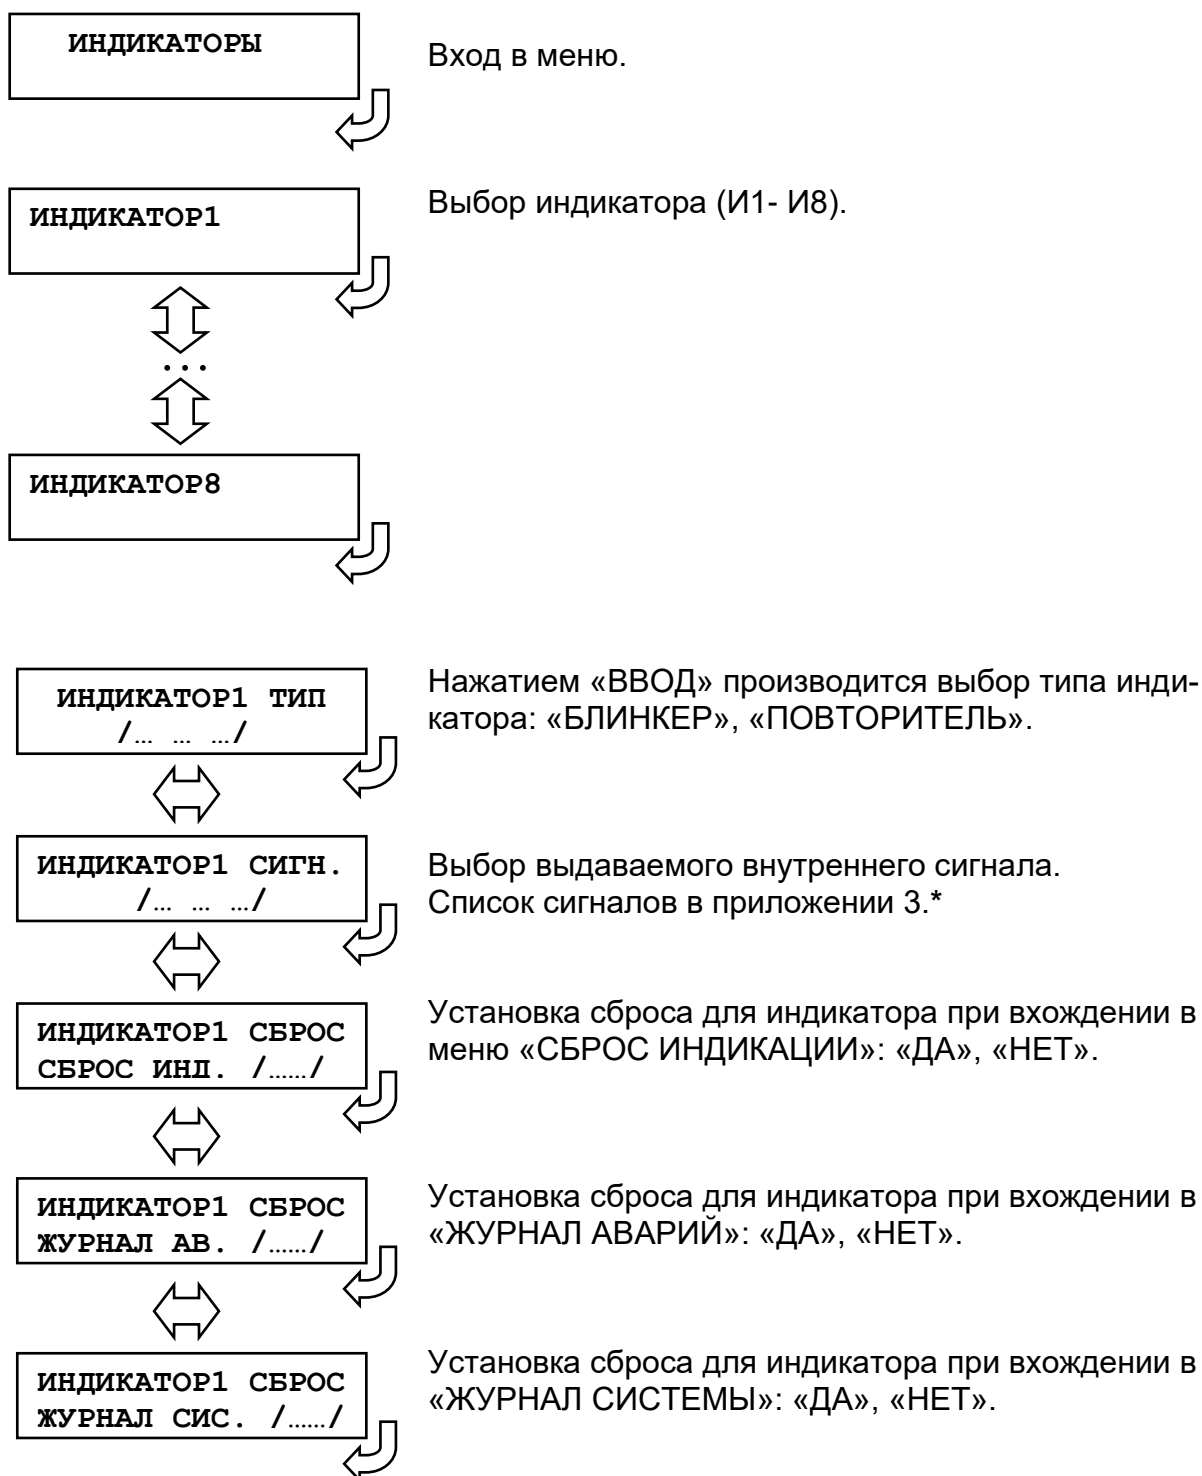 ИНДИКАТОРЫ
Вход в меню.
ИНДИКАТОР1
Выбор индикатора (И1- И8).
...
ИНДИКАТОР8
ИНДИКАТОР1 ТИП
/… … …/
Нажатием «ВВОД» производится выбор типа инди-
катора: «БЛИНКЕР», «ПОВТОРИТЕЛЬ».
ИНДИКАТОР1 СИГН.
/… … …/
Выбор выдаваемого внутреннего сигнала.
Список сигналов в приложении 3.*
ИНДИКАТОР1 СБРОС
СБРОС ИНД. /……/
Установка сброса для индикатора при вхождении в
меню «СБРОС ИНДИКАЦИИ»: «ДА», «НЕТ».
ИНДИКАТОР1 СБРОС
ЖУРНАЛ АВ. /……/
Установка сброса для индикатора при вхождении в
«ЖУРНАЛ АВАРИЙ»: «ДА», «НЕТ».
ИНДИКАТОР1 СБРОС
ЖУРНАЛ СИС. /……/
Установка сброса для индикатора при вхождении в
«ЖУРНАЛ СИСТЕМЫ»: «ДА», «НЕТ».